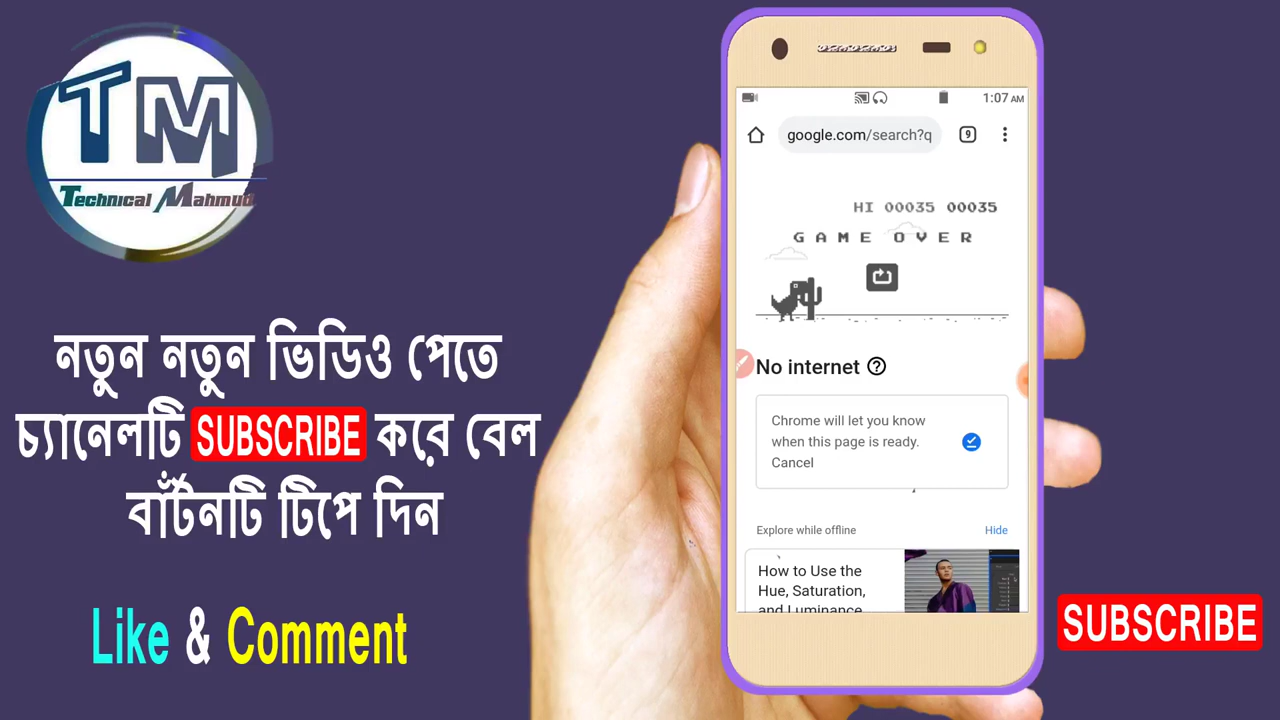 TM
Technical Mahmud
নতুন নতুন ভিডিও পেতে
চ্যানেলটি SUBSCRIBE করে বেল
বাঁর্টনটি টিপে দিন
Like & Comment
1:07 AM
google.com/search?q
9
HI 00035 00035
GAME OVER
No internet
Chrome will let you know
when this page is ready.
Cancel
Explore while offline
Hide
How to Use the
Hue, Saturation,
and Luminance
SUBSCRIBE